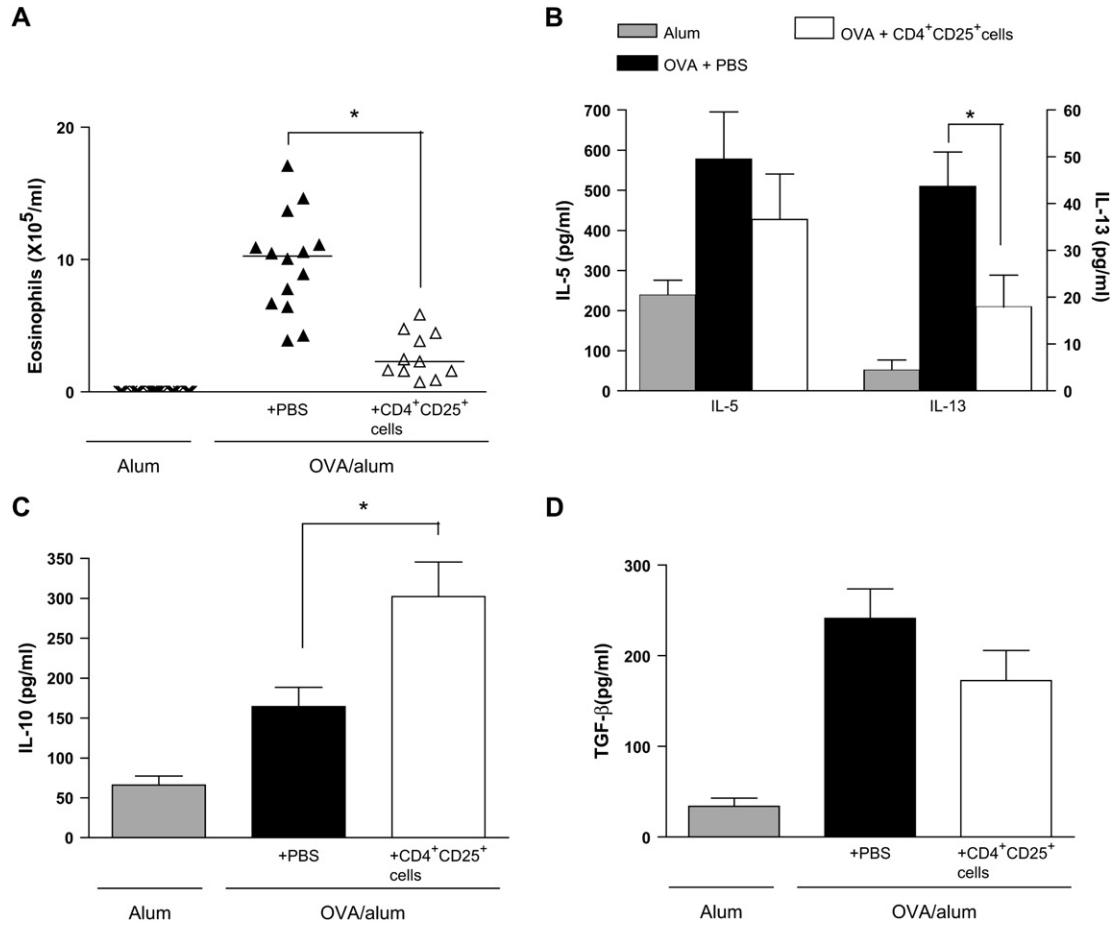 A
Eosinophils (X10⁵/ml)
20
10
0
*
+PBS
+CD4⁺CD25⁺
cells
Alum
OVA/alum
B
Alum
OVA + CD4⁺CD25⁺cells
OVA + PBS
IL-5 (pg/ml)
700
600
500
400
300
200
100
0
*
60
50
40
30
20
10
0
IL-13 (pg/ml)
IL-5
IL-13
C
IL-10 (pg/ml)
350
300
250
200
150
100
50
0
*
+PBS
+CD4⁺CD25⁺
cells
Alum
OVA/alum
D
TGF-β(pg/ml)
300
200
100
0
+PBS
+CD4⁺CD25⁺
cells
Alum
OVA/alum